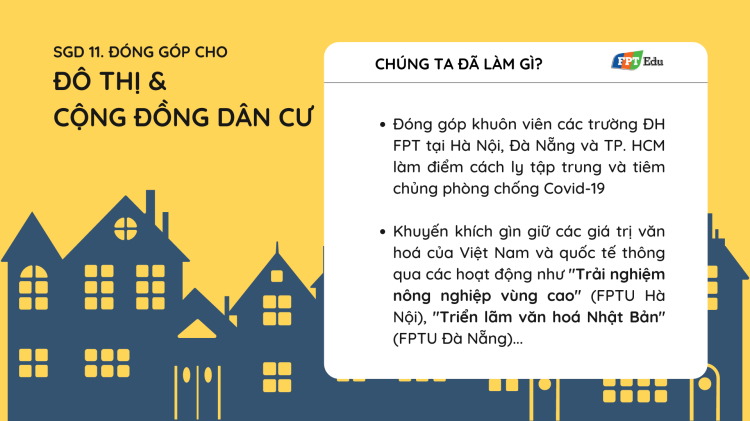 SGD 11. ĐÓNG GÓP CHO
ĐÔ THỊ &
CỘNG ĐỒNG DÂN CƯ
CHÚNG TA ĐÃ LÀM GÌ?
FPT Edu
• Đóng góp khuôn viên các trường ĐH
FPT tại Hà Nội, Đà Nẵng và TP. HCM
làm điểm cách ly tập trung và tiêm
chủng phòng chống Covid-19
• Khuyến khích gìn giữ các giá trị văn
hoá của Việt Nam và quốc tế thông
qua các hoạt động như "Trải nghiệm
nông nghiệp vùng cao" (FPTU Hà
Nội), "Triển lãm văn hoá Nhật Bản"
(FPTU Đà Nẵng)...